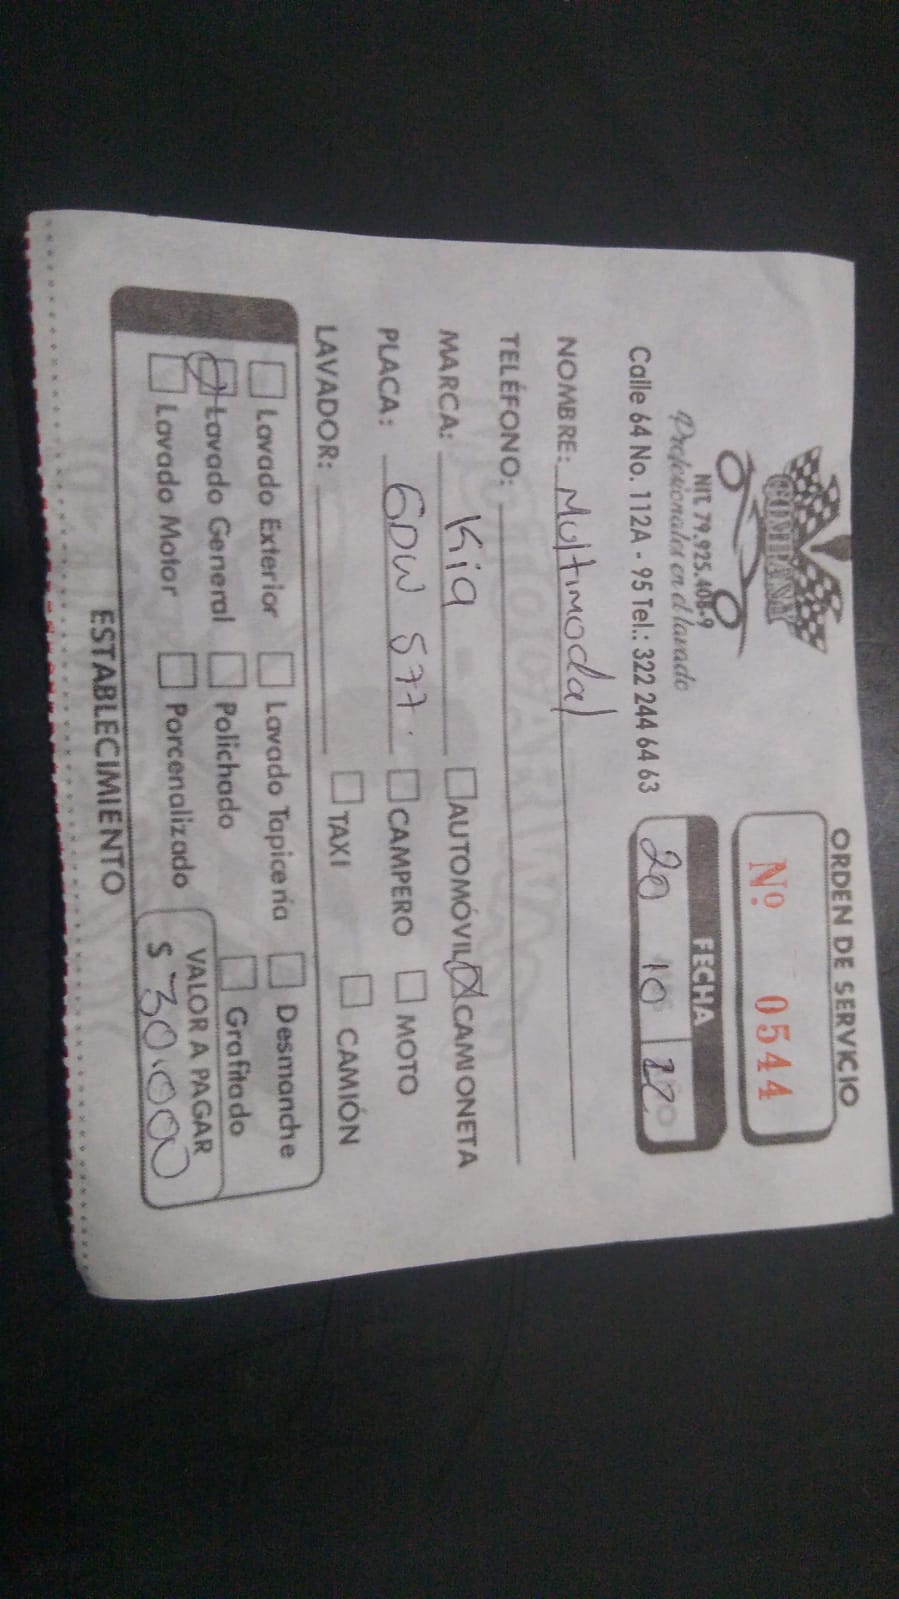 ORDEN DE SERVICIO
COMPANY
Nº 0544
NIT. 79.925.408-9
Profesionales en el lavado
FECHA
Calle 64 No. 112A - 95 Tel.: 322 244 64 63
20 10 22
NOMBRE: Multimodal
TELÉFONO:
MARCA: Kia
AUTOMÓVIL CAMIONETA
PLACA: GDW 577
CAMPERO MOTO
LAVADOR:
TAXI CAMIÓN
Lavado Exterior Lavado Tapicería Desmanche
Lavado General Polichado Grafitado
Lavado Motor Porcenalizado
VALOR A PAGAR
$ 30.000
ESTABLECIMIENTO